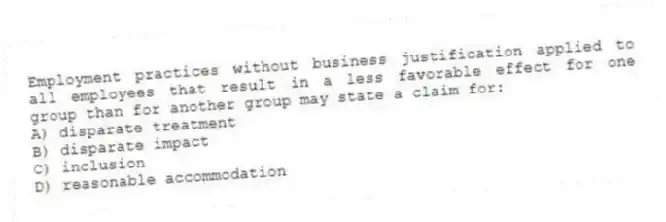 Employment practices without business justification applied to
all employees that result in a less favorable effect for one
group than for another group may state a claim for:
A) disparate treatment
B) disparate impact
C) inclusion
D) reasonable accommodation